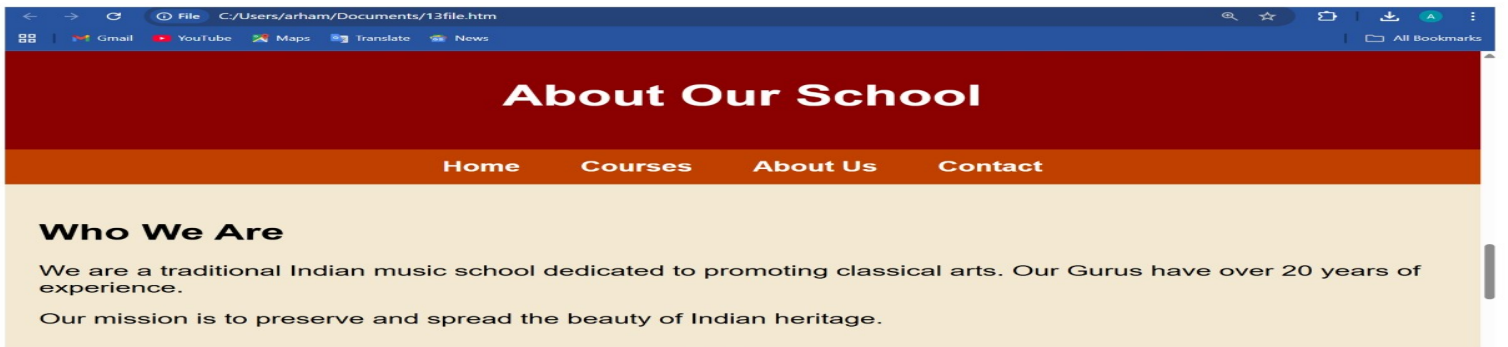 File C:/Users/arham/Documents/13file.htm A
Gmail YouTube Maps Translate News All Bookmarks
About Our School
Home Courses About Us Contact
Who We Are
We are a traditional Indian music school dedicated to promoting classical arts. Our Gurus have over 20 years of
experience.
Our mission is to preserve and spread the beauty of Indian heritage.